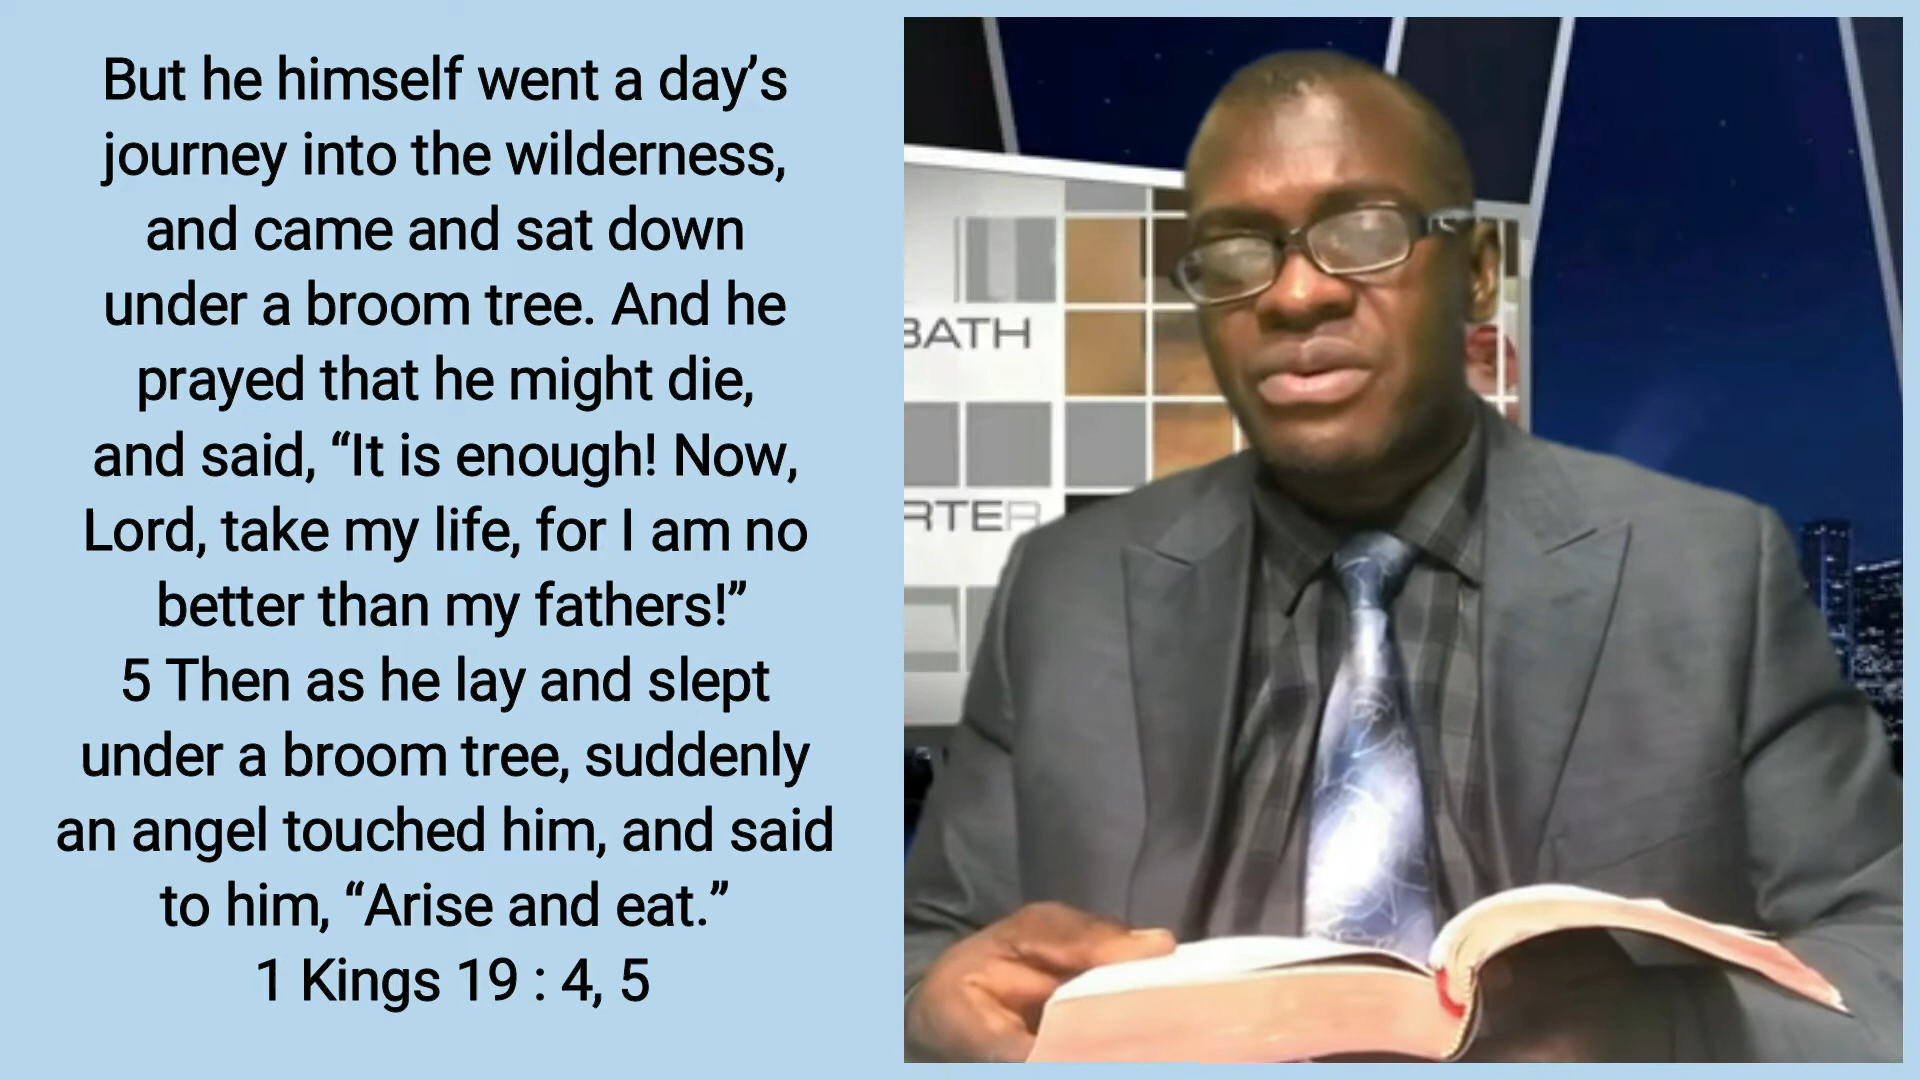 But he himself went a day’s
journey into the wilderness,
and came and sat down
under a broom tree. And he
prayed that he might die,
and said, “It is enough! Now,
Lord, take my life, for I am no
better than my fathers!”
5 Then as he lay and slept
under a broom tree, suddenly
an angel touched him, and said
to him, “Arise and eat.”
1 Kings 19 : 4, 5
BATH
RTER